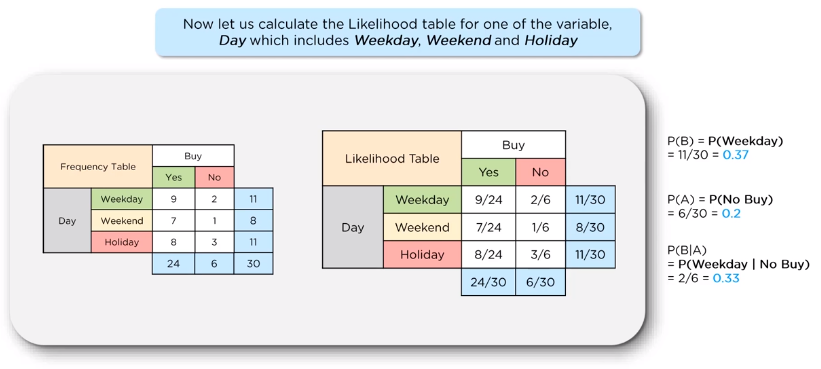 Now let us calculate the Likelihood table for one of the variable,
Day which includes Weekday, Weekend and Holiday
Frequency Table
Buy
Yes No
Day
Weekday 9 2 11
Weekend 7 1 8
Holiday 8 3 11
24 6 30
Likelihood Table
Buy
Yes No
Day
Weekday 9/24 2/6 11/30
Weekend 7/24 1/6 8/30
Holiday 8/24 3/6 11/30
24/30 6/30
P(B) = P(Weekday)
= 11/30 = 0.37
P(A) = P(No Buy)
= 6/30 = 0.2
P(B|A)
= P(Weekday | No Buy)
= 2/6 = 0.33